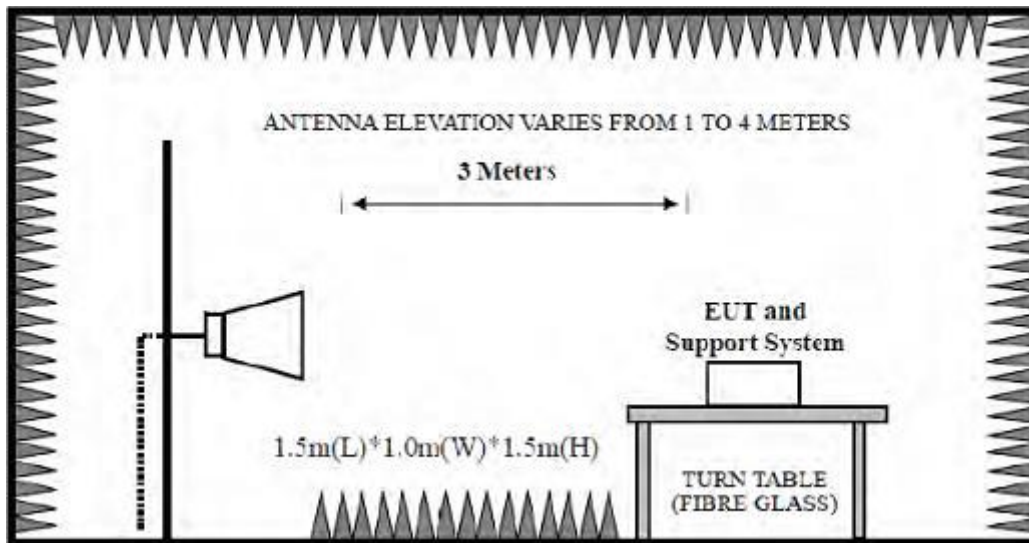 ANTENNA ELEVATION VARIES FROM 1 TO 4 METERS
3 Meters
EUT and
Support System
1.5m(L)*1.0m(W)*1.5m(H)
TURN TABLE
(FIBRE GLASS)